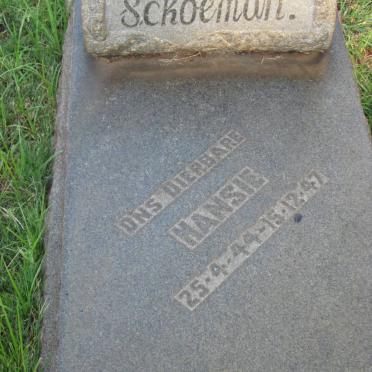 Schoeman.
ONS DIERBARE
HANSIE
25-4-44-15-12-47